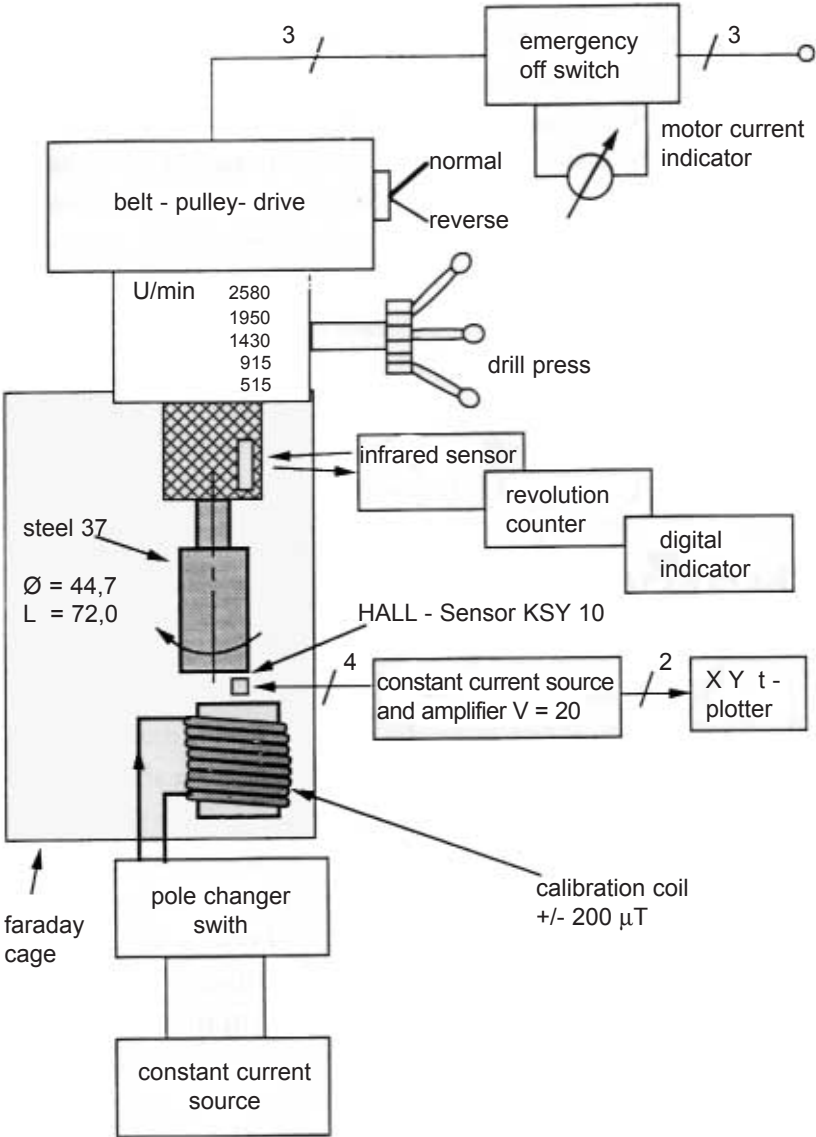 3
emergency
off switch
3
motor current
indicator
normal
belt - pulley- drive
reverse
U/min
2580
1950
1430
915
515
drill press
infrared sensor
revolution
counter
digital
indicator
steel 37
Ø = 44,7
L = 72,0
HALL - Sensor KSY 10
4
constant current source
and amplifier V = 20
2
X Y t -
plotter
calibration coil
+/- 200 μT
pole changer
swith
faraday
cage
constant current
source